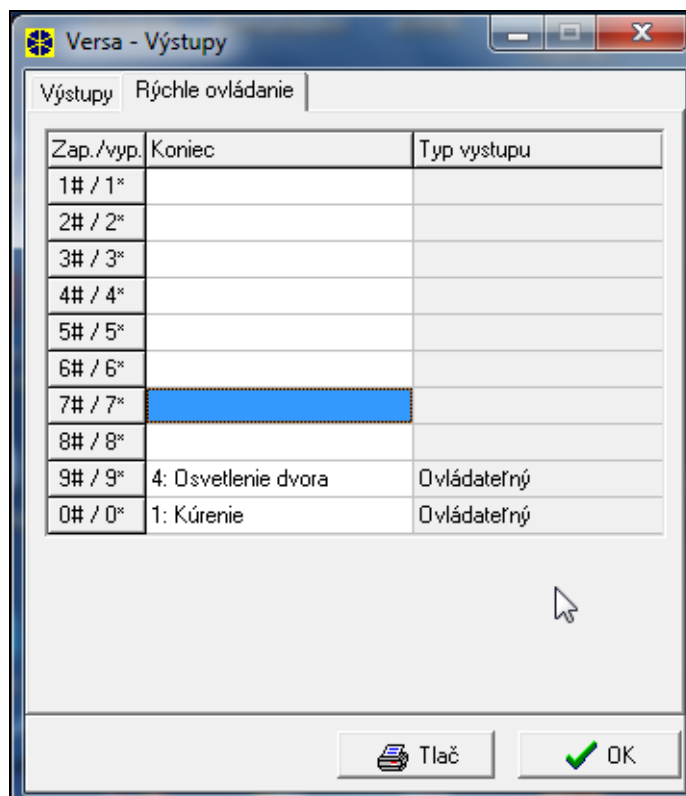 Versa - Výstupy
Výstupy Rýchle ovládanie
Zap./vyp. Koniec Typ vystupu
1# / 1*
2# / 2*
3# / 3*
4# / 4*
5# / 5*
6# / 6*
7# / 7*
8# / 8*
9# / 9* 4: Osvetlenie dvora Ovládateľný
0# / 0* 1: Kúrenie Ovládateľný
Tlač OK